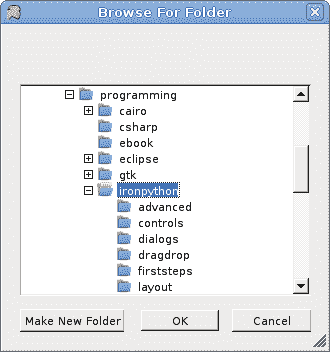 Browse For Folder
programming
cairo
csharp
ebook
eclipse
gtk
ironpython
advanced
controls
dialogs
dragdrop
firststeps
layout
Make New Folder
OK
Cancel